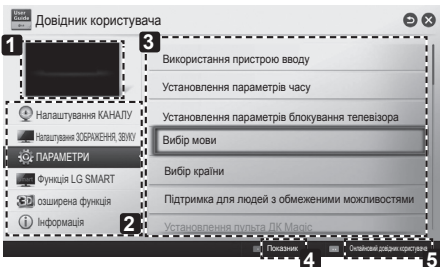 User Guide
Довідник користувача
1
3
Налаштування КАНАЛУ
Налаштування ЗОБРАЖЕННЯ, ЗВУКУ
ПАРАМЕТРИ
Функція LG SMART
3D озширена функція
Інформація
2
Використання пристрою вводу
Установлення параметрів часу
Установлення параметрів блокування телевізора
Вибір мови
Вибір країни
Підтримка для людей з обмеженими можливостями
Установлення пульта ДК Magic
Показник
Онлайновий довідник користувача
4
5